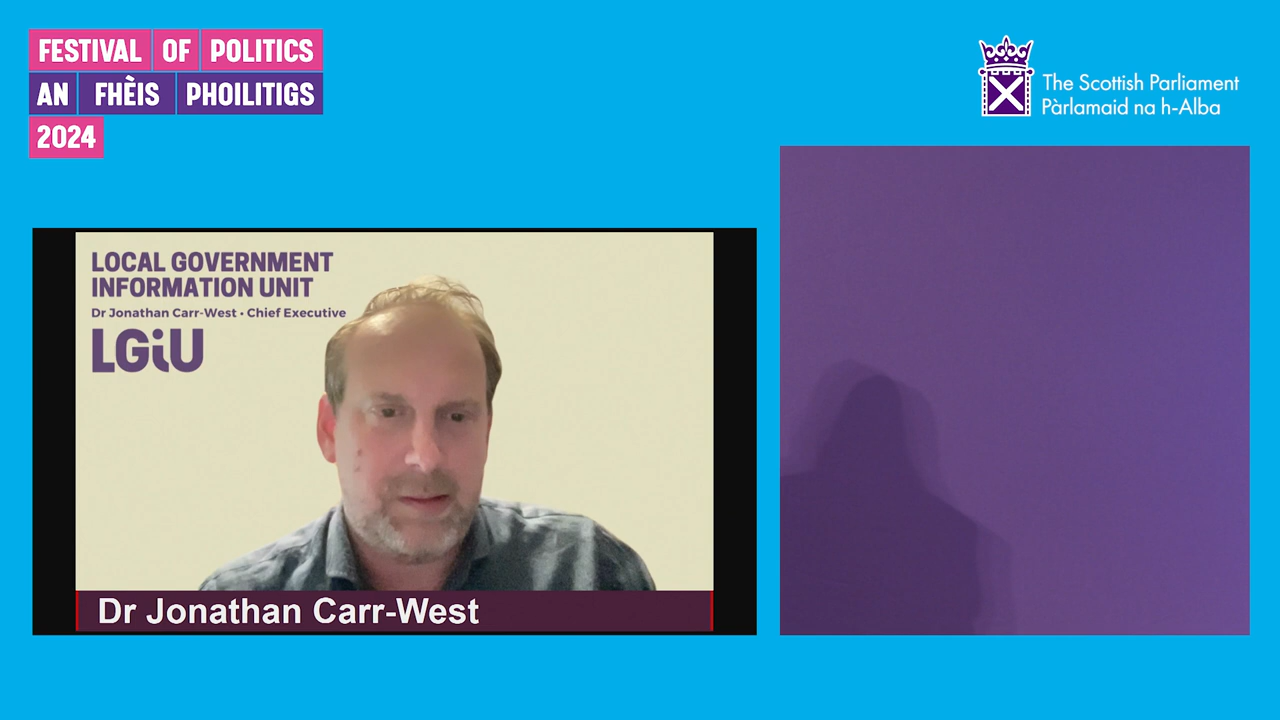 FESTIVAL OF POLITICS
AN FHÈIS PHOILITIGS
2024
The Scottish Parliament
Pàrlamaid na h-Alba
LOCAL GOVERNMENT
INFORMATION UNIT
Dr Jonathan Carr-West • Chief Executive
LGiU
Dr Jonathan Carr-West